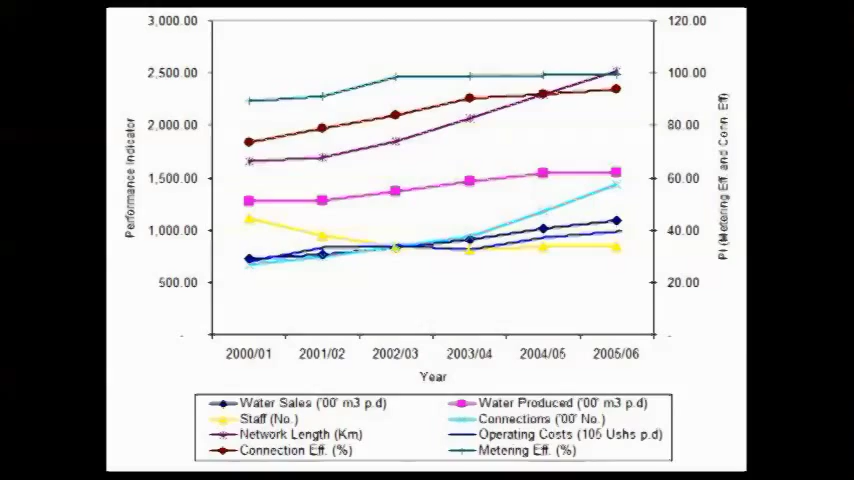 3,000.00 120.00
2,500.00 100.00
2,000.00 80.00
1,500.00 60.00
1,000.00 40.00
500.00 20.00
- -
Performance Indicator
PI (Metering Eff and Conn. Eff)
2000/01 2001/02 2002/03 2003/04 2004/05 2005/06
Year
Water Sales ('00' m3 p.d) Water Produced ('00' m3 p.d)
Staff (No.) Connections ('00' No.)
Network Length (Km) Operating Costs (106 Ushs p.d)
Connection Eff. (%) Metering Eff. (%)